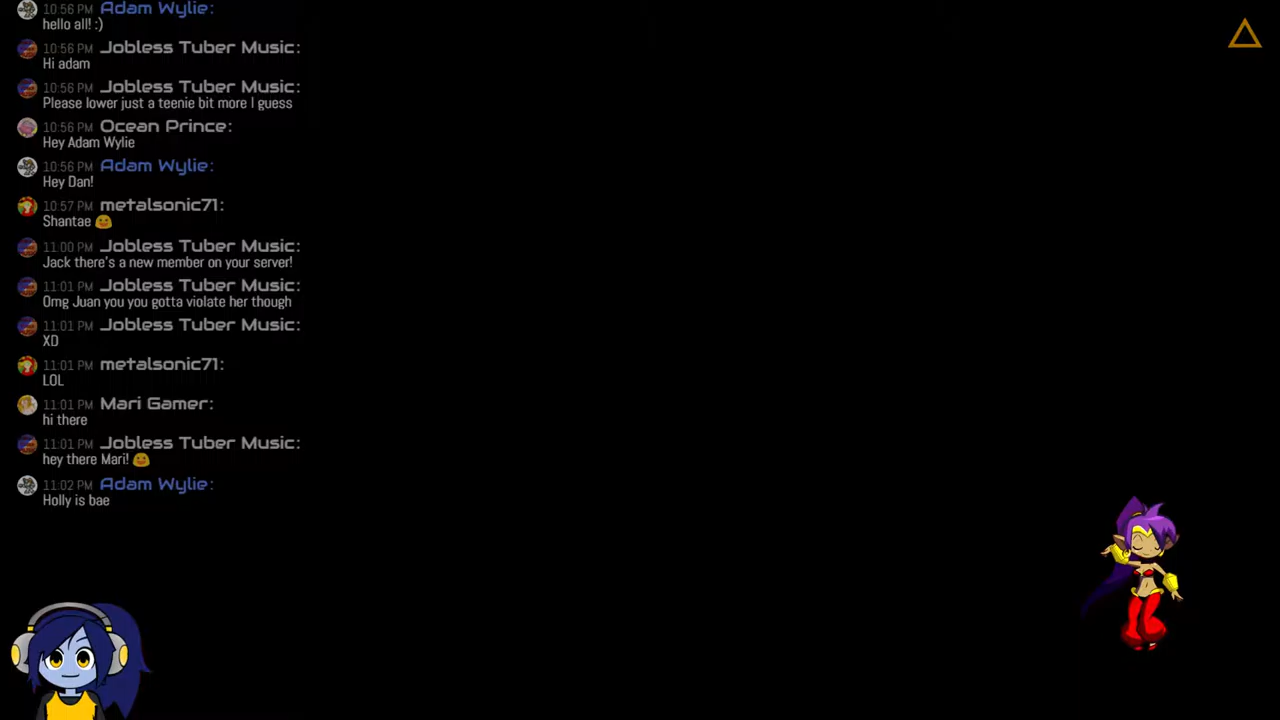 10:56 PM Adam Wylie:
hello all! :)
10:56 PM Jobless Tuber Music:
Hi adam
10:56 PM Jobless Tuber Music:
Please lower just a teenie bit more I guess
10:56 PM Ocean Prince:
Hey Adam Wylie
10:56 PM Adam Wylie:
Hey Dan!
10:57 PM metalsonic71:
Shantae
11:00 PM Jobless Tuber Music:
Jack there's a new member on your server!
11:01 PM Jobless Tuber Music:
Omg Juan you you gotta violate her though
11:01 PM Jobless Tuber Music:
XD
11:01 PM metalsonic71:
LOL
11:01 PM Mari Gamer:
hi there
11:01 PM Jobless Tuber Music:
hey there Mari!
11:02 PM Adam Wylie:
Holly is bae